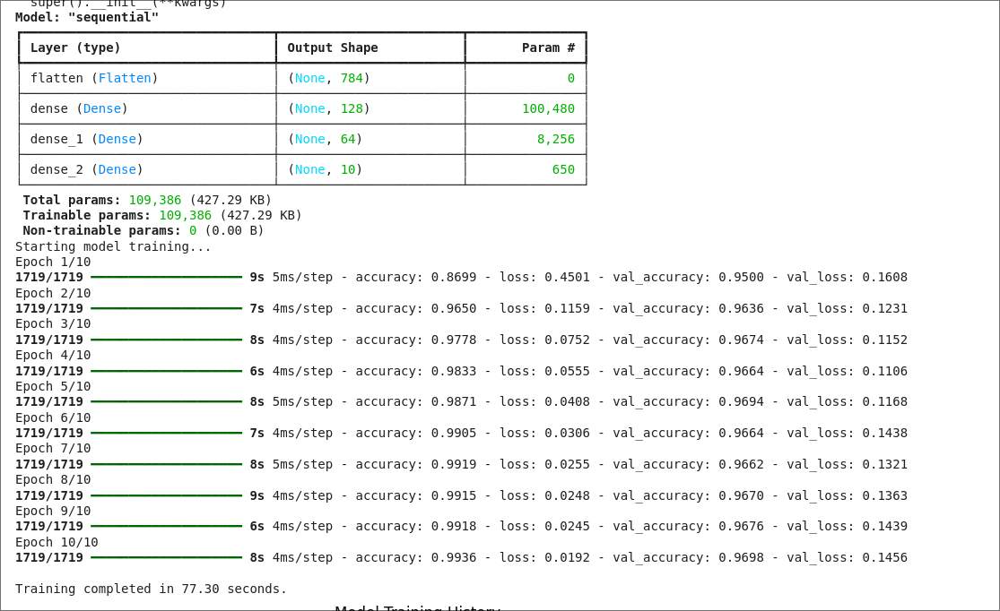 super().__init__(**kwargs)
Model: "sequential"
Layer (type) Output Shape Param #
flatten (Flatten) (None, 784) 0
dense (Dense) (None, 128) 100,480
dense_1 (Dense) (None, 64) 8,256
dense_2 (Dense) (None, 10) 650
Total params: 109,386 (427.29 KB)
Trainable params: 109,386 (427.29 KB)
Non-trainable params: 0 (0.00 B)
Starting model training...
Epoch 1/10
1719/1719 ━━━━━━━━━━━━━━━━━━━━ 9s 5ms/step - accuracy: 0.8699 - loss: 0.4501 - val_accuracy: 0.9500 - val_loss: 0.1608
Epoch 2/10
1719/1719 ━━━━━━━━━━━━━━━━━━━━ 7s 4ms/step - accuracy: 0.9650 - loss: 0.1159 - val_accuracy: 0.9636 - val_loss: 0.1231
Epoch 3/10
1719/1719 ━━━━━━━━━━━━━━━━━━━━ 8s 4ms/step - accuracy: 0.9778 - loss: 0.0752 - val_accuracy: 0.9674 - val_loss: 0.1152
Epoch 4/10
1719/1719 ━━━━━━━━━━━━━━━━━━━━ 6s 4ms/step - accuracy: 0.9833 - loss: 0.0555 - val_accuracy: 0.9664 - val_loss: 0.1106
Epoch 5/10
1719/1719 ━━━━━━━━━━━━━━━━━━━━ 8s 5ms/step - accuracy: 0.9871 - loss: 0.0408 - val_accuracy: 0.9694 - val_loss: 0.1168
Epoch 6/10
1719/1719 ━━━━━━━━━━━━━━━━━━━━ 7s 4ms/step - accuracy: 0.9905 - loss: 0.0306 - val_accuracy: 0.9664 - val_loss: 0.1438
Epoch 7/10
1719/1719 ━━━━━━━━━━━━━━━━━━━━ 8s 5ms/step - accuracy: 0.9919 - loss: 0.0255 - val_accuracy: 0.9662 - val_loss: 0.1321
Epoch 8/10
1719/1719 ━━━━━━━━━━━━━━━━━━━━ 9s 4ms/step - accuracy: 0.9915 - loss: 0.0248 - val_accuracy: 0.9670 - val_loss: 0.1363
Epoch 9/10
1719/1719 ━━━━━━━━━━━━━━━━━━━━ 6s 4ms/step - accuracy: 0.9918 - loss: 0.0245 - val_accuracy: 0.9676 - val_loss: 0.1439
Epoch 10/10
1719/1719 ━━━━━━━━━━━━━━━━━━━━ 8s 4ms/step - accuracy: 0.9936 - loss: 0.0192 - val_accuracy: 0.9698 - val_loss: 0.1456
Training completed in 77.30 seconds.
Model Training History